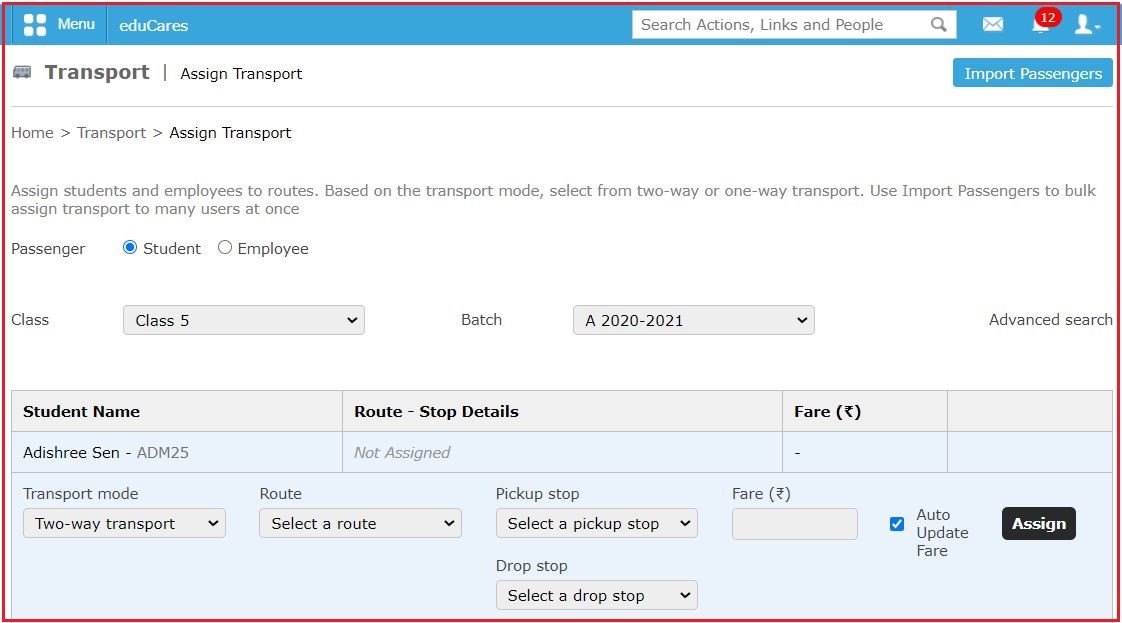 Menu eduCares Search Actions, Links and People 12
Transport | Assign Transport Import Passengers
Home > Transport > Assign Transport
Assign students and employees to routes. Based on the transport mode, select from two-way or one-way transport. Use Import Passengers to bulk
assign transport to many users at once
Passenger Student Employee
Class Class 5 Batch A 2020-2021 Advanced search
Student Name Route - Stop Details Fare (₹)
Adishree Sen - ADM25 Not Assigned -
Transport mode Route Pickup stop Fare (₹)
Two-way transport Select a route Select a pickup stop Auto Update Fare Assign
Drop stop
Select a drop stop